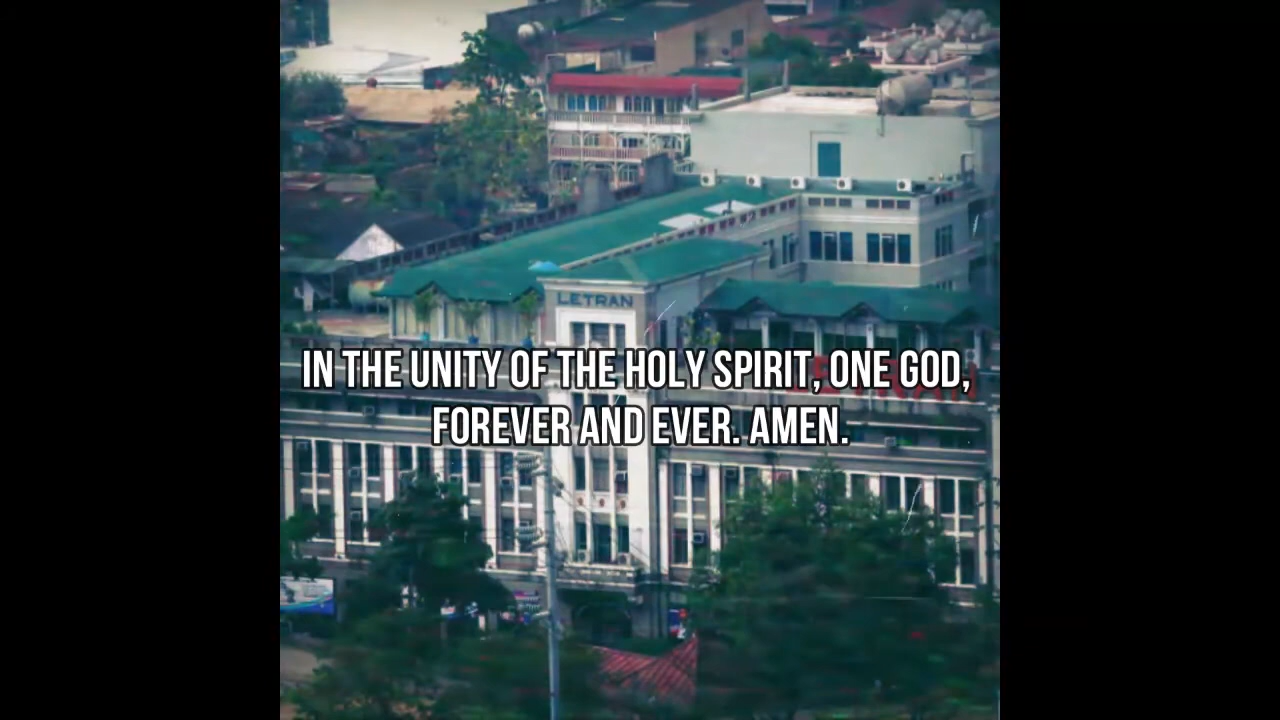 LETRAN
IN THE UNITY OF THE HOLY SPIRIT, ONE GOD,
FOREVER AND EVER. AMEN.